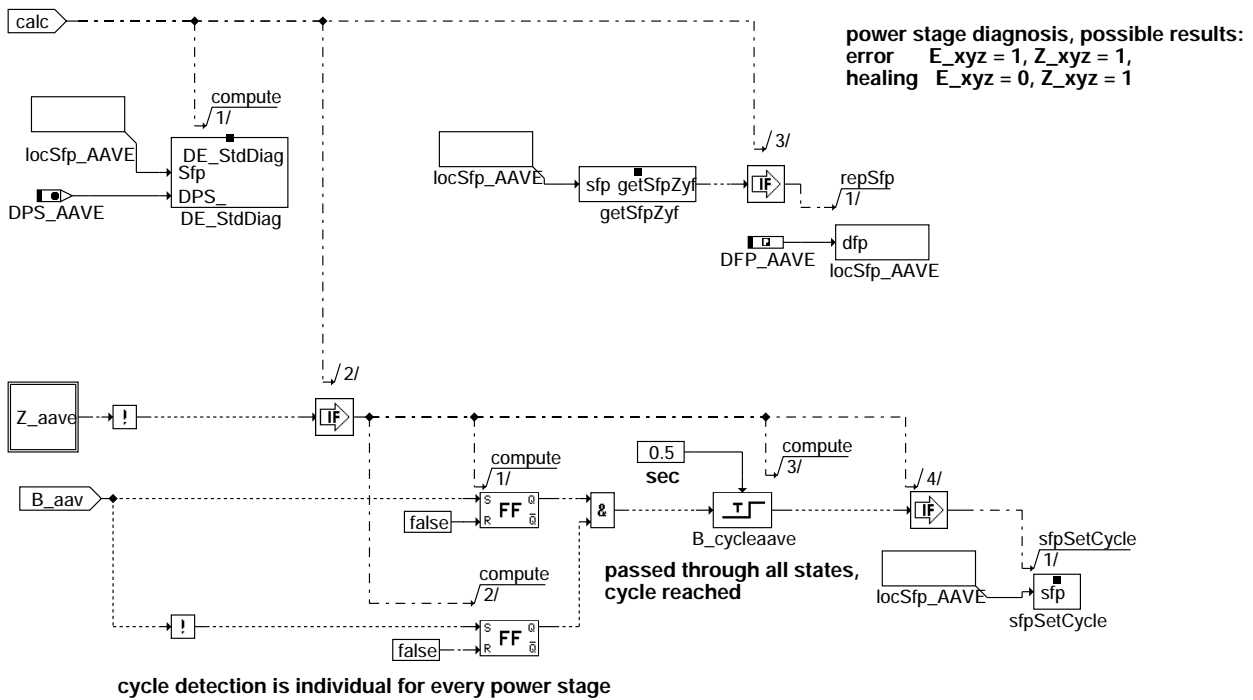 calc
power stage diagnosis, possible results:
error E_xyz = 1, Z_xyz = 1,
healing E_xyz = 0, Z_xyz = 1
compute
1/
locSfp_AAVE
DE_StdDiag
Sfp
DPS_
DPS_AAVE
DE_StdDiag
3/
locSfp_AAVE
sfp getSfpZyf
getSfpZyf
IF
repSfp
1/
dfp
DFP_AAVE
locSfp_AAVE
2/
Z_aave
!
IF
compute
1/
0.5
sec
compute
3/
4/
B_aav
S Q
FF
R Q
false
&
T
B_cycleaave
IF
sfpSetCycle
1/
compute
2/
passed through all states,
cycle reached
locSfp_AAVE
sfp
sfpSetCycle
!
S Q
FF
R Q
false
cycle detection is individual for every power stage